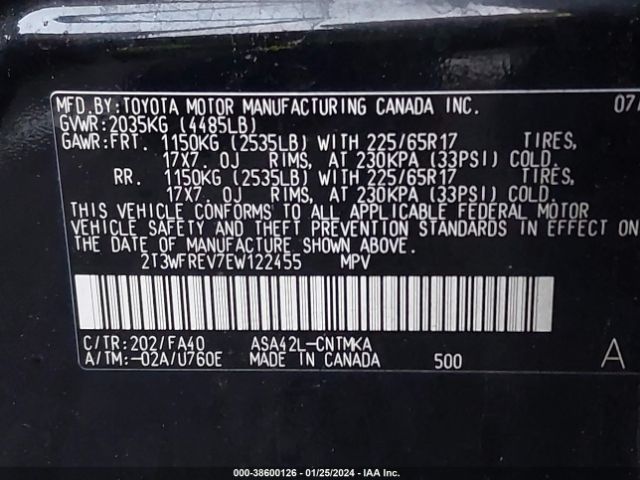 MFD.BY:TOYOTA MOTOR MANUFACTURING CANADA INC. 07
GVWR:2035KG (4485LB)
GAWR:FRT. 1150KG (2535LB) WITH 225/65R17 TIRES,
17X7.0J RIMS, AT 230KPA (33PSI) COLD.
RR. 1150KG (2535LB) WITH 225/65R17 TIRES,
17X7.0J RIMS, AT 230KPA (33PSI) COLD.
THIS VEHICLE CONFORMS TO ALL APPLICABLE FEDERAL MOTOR
VEHICLE SAFETY AND THEFT PREVENTION STANDARDS IN EFFECT ON
THE DATE OF MANUFACTURE SHOWN ABOVE.
2T3WFREV7EW122455 MPV
C/TR:202/FA40 ASA42L-CNTMKA
A/TM:-02A/U760E MADE IN CANADA 500 A
000-38600126 - 01/25/2024 - IAA Inc.